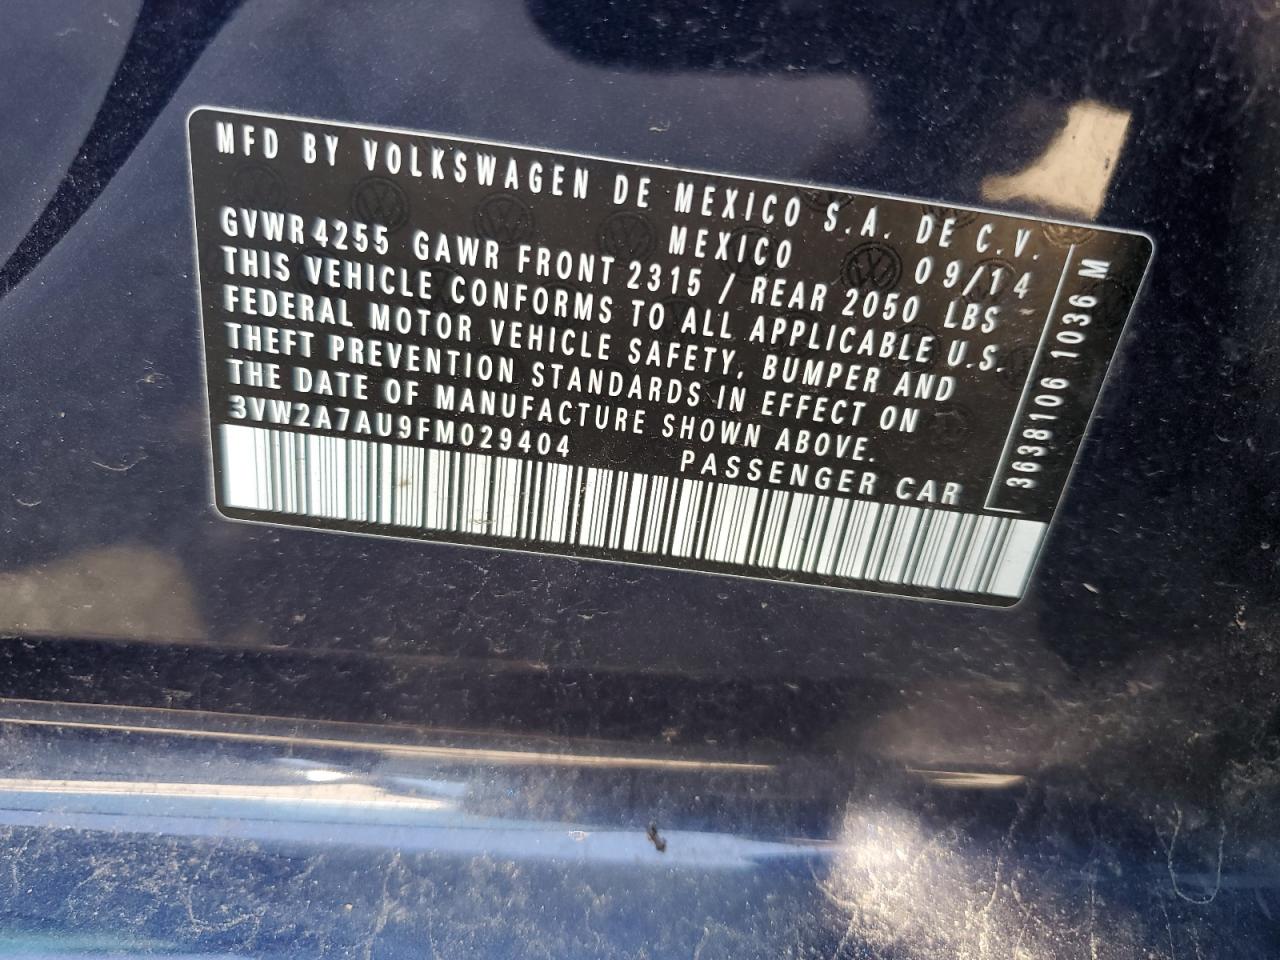 MFD BY VOLKSWAGEN DE MEXICO S.A. DE C.V.
MEXICO 09/14
GVWR 4255 GAWR FRONT 2315 / REAR 2050 LBS
THIS VEHICLE CONFORMS TO ALL APPLICABLE U.S.
FEDERAL MOTOR VEHICLE SAFETY, BUMPER AND
THEFT PREVENTION STANDARDS IN EFFECT ON
THE DATE OF MANUFACTURE SHOWN ABOVE.
3VW2A7AU9FM029404 PASSENGER CAR
3638106 1036 M